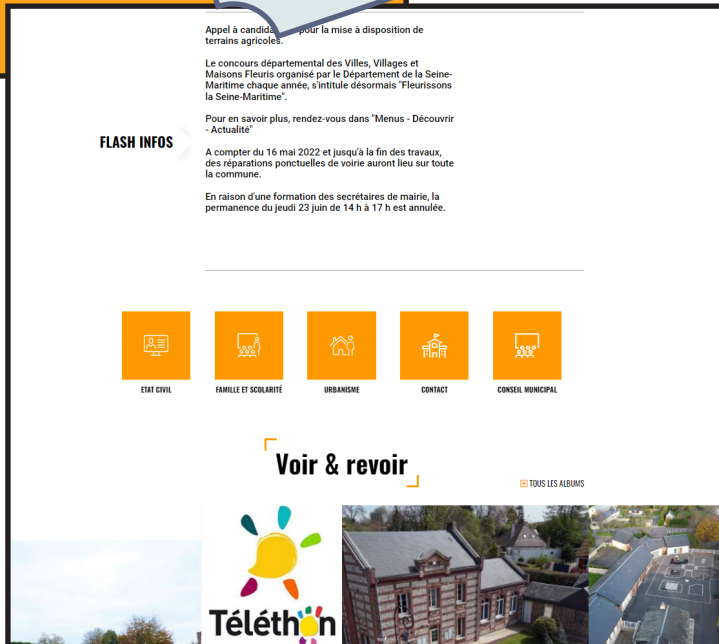 Appel à pour la mise à disposition de
terrains agricoles.
Le concours départemental des Villes, Villages et
Maisons Fleuris organisé par le Département de la Seine-
Maritime chaque année, s'intitule désormais "Fleurissons
la Seine-Maritime".
Pour en savoir plus, rendez-vous dans "Menus - Découvrir
- Actualité"
FLASH INFOS
A compter du 16 mai 2022 et jusqu'à la fin des travaux,
des réparations ponctuelles de voirie auront lieu sur toute
la commune.
En raison d'une formation des secrétaires de mairie, la
permanence du jeudi 23 juin de 14 h à 17 h est annulée.
ETAT CIVIL
FAMILLE ET SCOLARITÉ
URBANISME
CONTACT
CONSEIL MUNICIPAL
Voir & revoir
TOUS LES ALBUMS
Téléthon